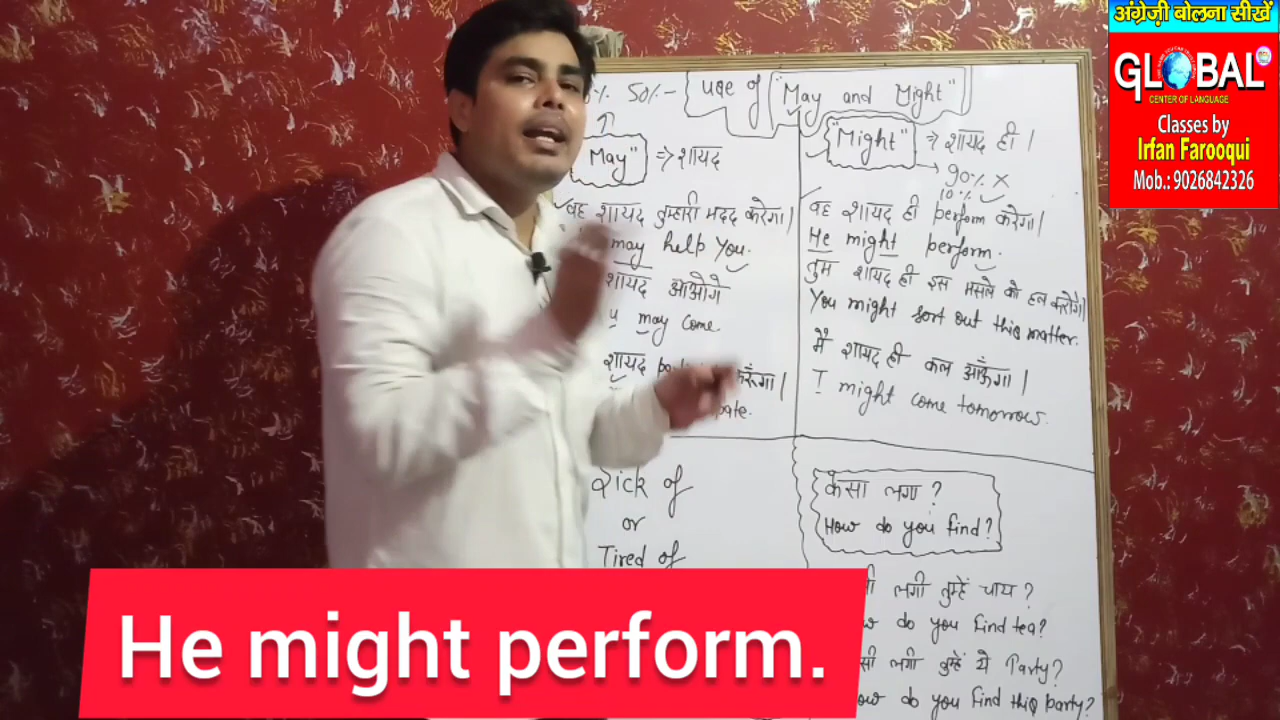 अंग्रेज़ी बोलना सीखें
GLOBAL
CENTER OF LANGUAGE
Classes by
Irfan Farooqui
Mob.: 9026842326
50%- Use of "May and Might"
May" => शायद
वह शायद तुम्हारी मदद करेगा।
may help you.
शायद आओगे
may come.
शायद
करूँगा।
"Might" => शायद ही।
90% X
10% ✓
वह शायद ही perform करेगा।
He might perform.
तुम शायद ही इस मसले को हल करोगे।
You might sort out this matter.
मैं शायद ही कल आऊँगा।
I might come tomorrow.
Sick of
or
Tired of
कैसा लगा ?
How do you find?
लगी तुम्हें चाय ?
do you find tea?
लगी तुम्हें ये Party?
do you find this party?
He might perform.